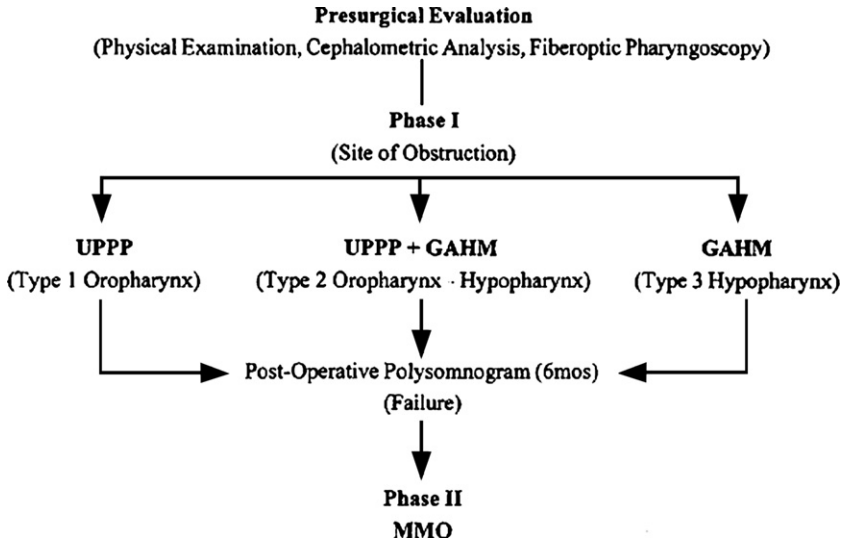 Presurgical Evaluation
(Physical Examination, Cephalometric Analysis, Fiberoptic Pharyngoscopy)
Phase I
(Site of Obstruction)
UPPP
UPPP + GAHM
GAHM
(Type 1 Oropharynx)
(Type 2 Oropharynx - Hypopharynx)
(Type 3 Hypopharynx)
Post-Operative Polysomnogram (6mos)
(Failure)
Phase II
MMO